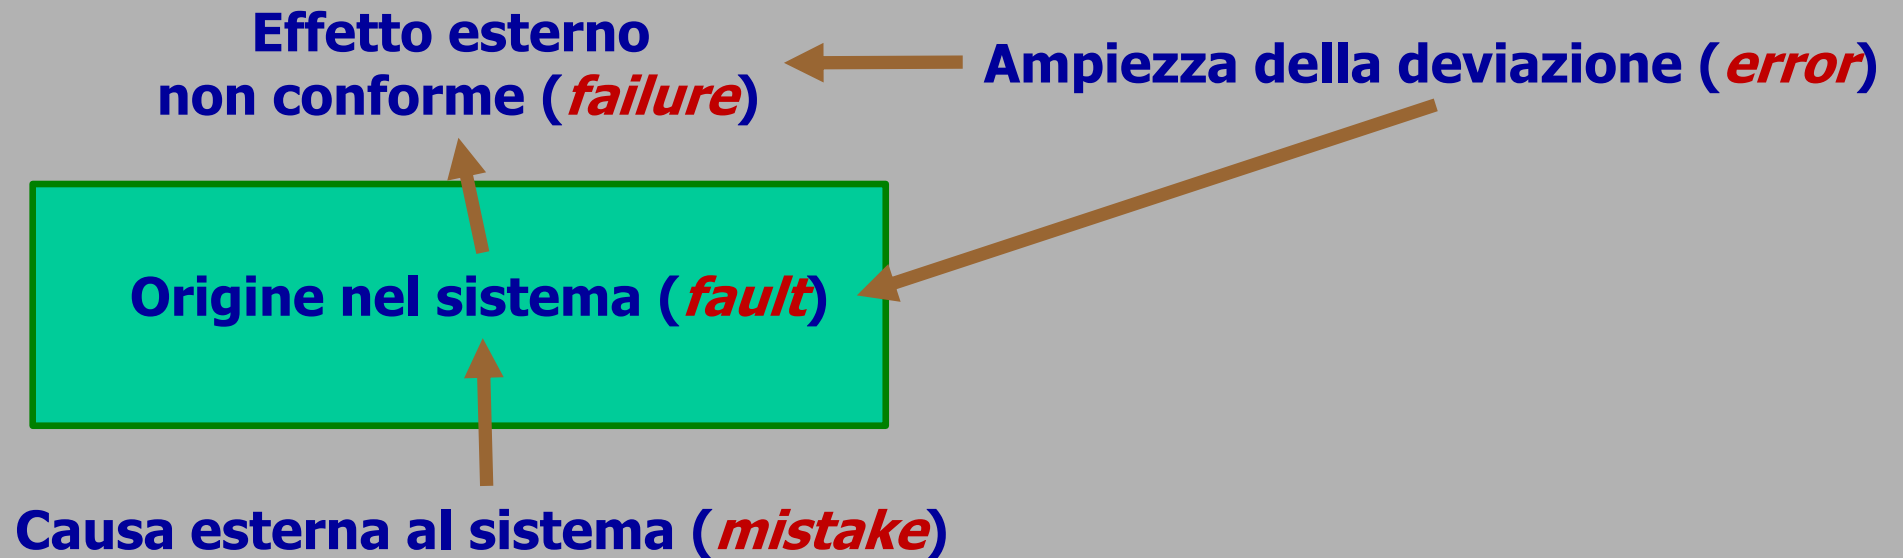 Effetto esterno
non conforme (failure)
Ampiezza della deviazione (error)
Origine nel sistema (fault)
Causa esterna al sistema (mistake)